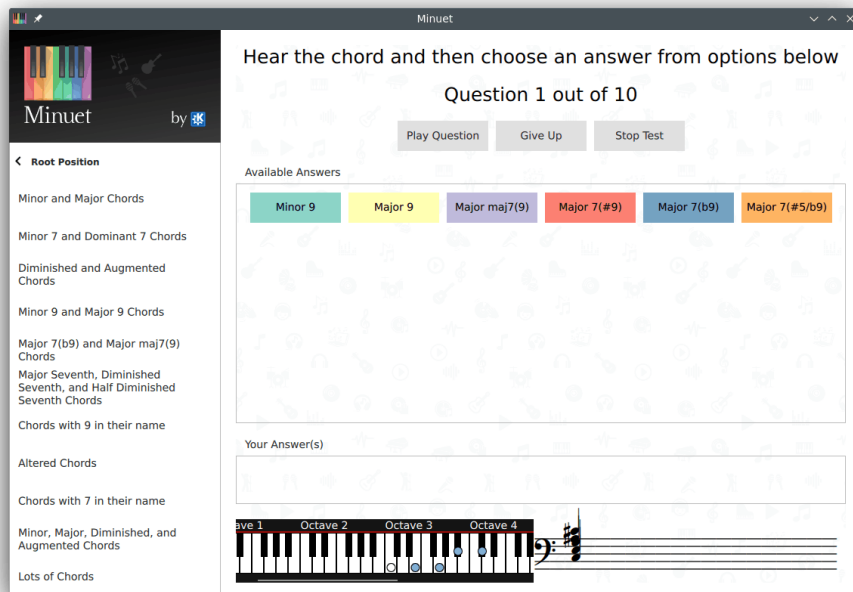 Minuet
Hear the chord and then choose an answer from options below
Question 1 out of 10
Minuet
by
Play Question
Give Up
Stop Test
Root Position
Available Answers
Minor and Major Chords
Minor 7 and Dominant 7 Chords
Diminished and Augmented
Chords
Minor 9 and Major 9 Chords
Major 7(b9) and Major maj7(9)
Chords
Major Seventh, Diminished
Seventh, and Half Diminished
Seventh Chords
Chords with 9 in their name
Altered Chords
Chords with 7 in their name
Minor, Major, Diminished, and
Augmented Chords
Lots of Chords
Minor 9
Major 9
Major maj7(9)
Major 7(#9)
Major 7(b9)
Major 7(#5/b9)
Your Answer(s)
ave 1
Octave 2
Octave 3
Octave 4